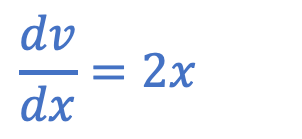 dv/dx = 2x